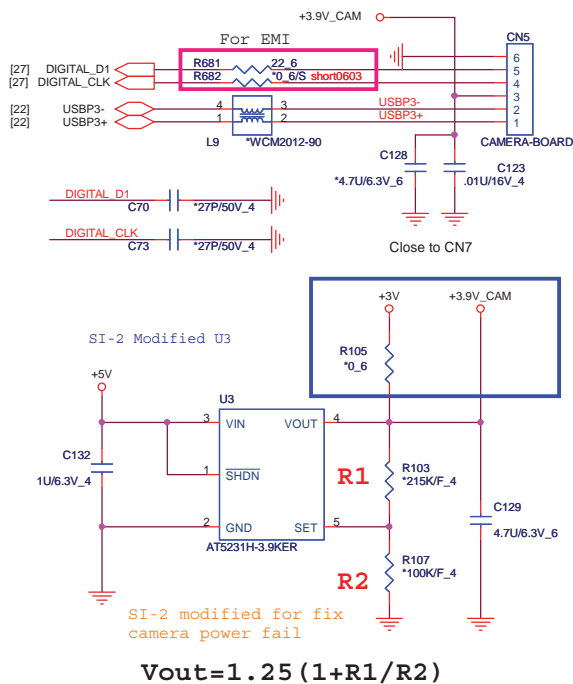 +3.9V_CAM
For EMI
CN5
[27] DIGITAL_D1 R681 22_6 6
[27] DIGITAL_CLK R682 *0_6/S short0603 5
4
3
[22] USBP3- 4 3 USBP3- 2
[22] USBP3+ 1 2 USBP3+ 1
L9 *WCM2012-90 CAMERA-BOARD
C128 C123
*4.7U/6.3V_6 .01U/16V_4
DIGITAL_D1
C70 *27P/50V_4
DIGITAL_CLK
C73 *27P/50V_4
Close to CN7
+3V +3.9V_CAM
SI-2 Modified U3
R105
*0_6
+5V
U3
3 VIN VOUT 4
C132
1U/6.3V_4
1 SHDN
R1 R103
*215K/F_4
C129
4.7U/6.3V_6
2 GND SET 5
AT5231H-3.9KER
R2 R107
*100K/F_4
SI-2 modified for fix
camera power fail
Vout=1.25(1+R1/R2)